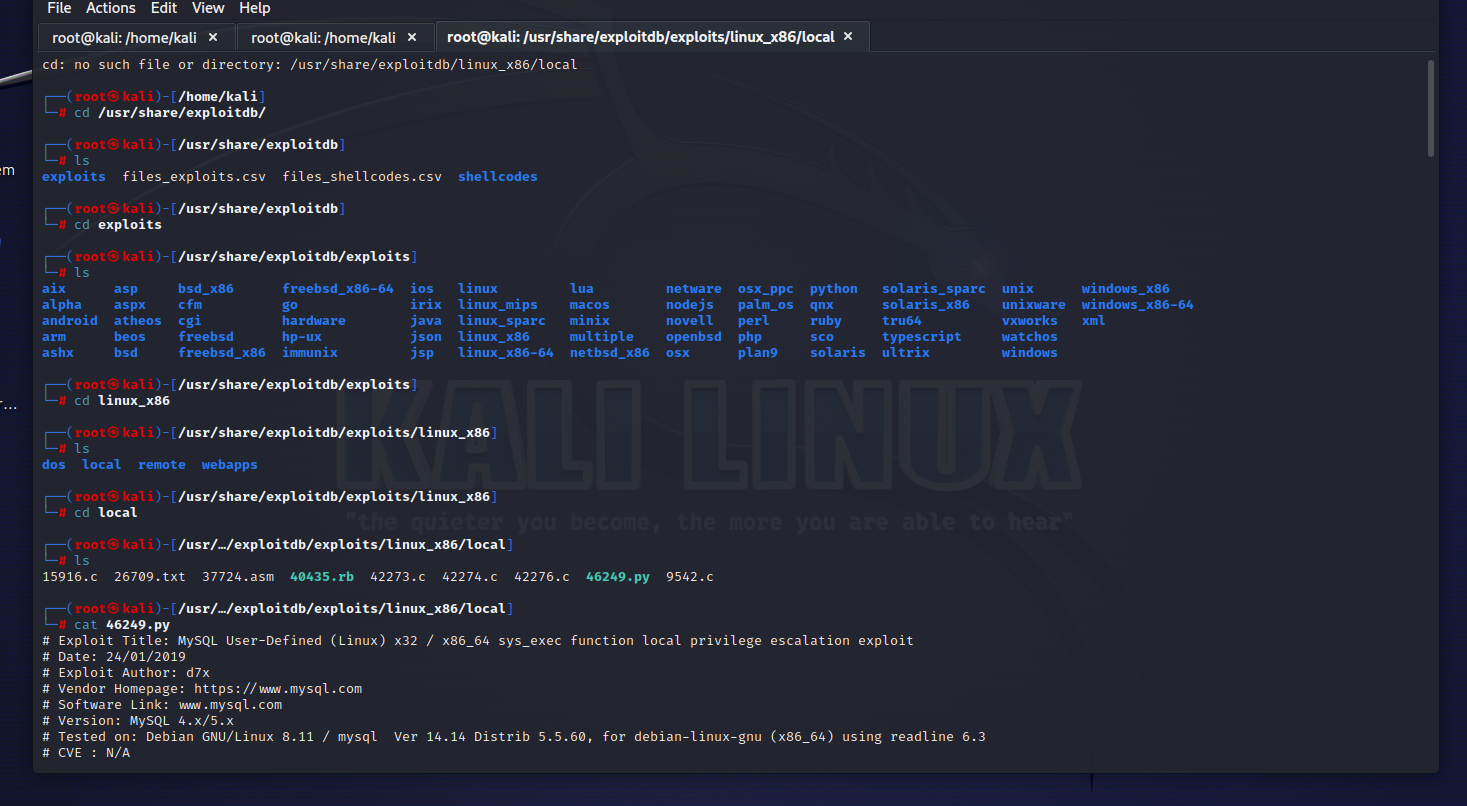 File Actions Edit View Help
root@kali: /home/kali × root@kali: /home/kali × root@kali: /usr/share/exploitdb/exploits/linux_x86/local ×
cd: no such file or directory: /usr/share/exploitdb/linux_x86/local
┌──(root㉿kali)-[/home/kali]
└─# cd /usr/share/exploitdb/
┌──(root㉿kali)-[/usr/share/exploitdb]
└─# ls
exploits files_exploits.csv files_shellcodes.csv shellcodes
┌──(root㉿kali)-[/usr/share/exploitdb]
└─# cd exploits
┌──(root㉿kali)-[/usr/share/exploitdb/exploits]
└─# ls
aix asp bsd_x86 freebsd_x86-64 ios linux lua netware osx_ppc python solaris_sparc unix windows_x86
alpha aspx cfm go irix linux_mips macos nodejs palm_os qnx solaris_x86 unixware windows_x86-64
android atheos cgi hardware java linux_sparc minix novell perl ruby tru64 vxworks xml
arm beos freebsd hp-ux json linux_x86 multiple openbsd php sco typescript watchos
ashx bsd freebsd_x86 immunix jsp linux_x86-64 netbsd_x86 osx plan9 solaris ultrix windows
┌──(root㉿kali)-[/usr/share/exploitdb/exploits]
└─# cd linux_x86
┌──(root㉿kali)-[/usr/share/exploitdb/exploits/linux_x86]
└─# ls
dos local remote webapps
┌──(root㉿kali)-[/usr/share/exploitdb/exploits/linux_x86]
└─# cd local
┌──(root㉿kali)-[/usr/…/exploitdb/exploits/linux_x86/local]
└─# ls
15916.c 26709.txt 37724.asm 40435.rb 42273.c 42274.c 42276.c 46249.py 9542.c
┌──(root㉿kali)-[/usr/…/exploitdb/exploits/linux_x86/local]
└─# cat 46249.py
# Exploit Title: MySQL User-Defined (Linux) x32 / x86_64 sys_exec function local privilege escalation exploit
# Date: 24/01/2019
# Exploit Author: d7x
# Vendor Homepage: https://www.mysql.com
# Software Link: www.mysql.com
# Version: MySQL 4.x/5.x
# Tested on: Debian GNU/Linux 8.11 / mysql  Ver 14.14 Distrib 5.5.60, for debian-linux-gnu (x86_64) using readline 6.3
# CVE : N/A
KALI LINUX
"the quieter you become, the more you are able to hear"
em
r...